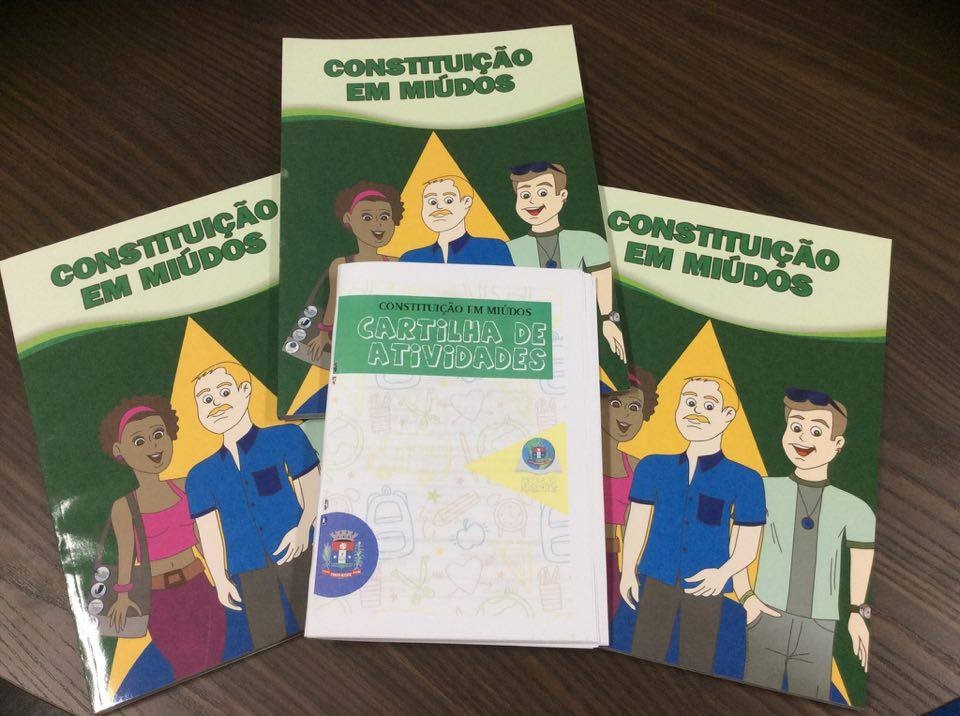 CONSTITUIÇÃO
EM MIÚDOS
CONSTITUIÇÃO
EM MIÚDOS
CONSTITUIÇÃO
EM MIÚDOS
CONSTITUIÇÃO EM MIÚDOS
CARTILHA DE
ATIVIDADES